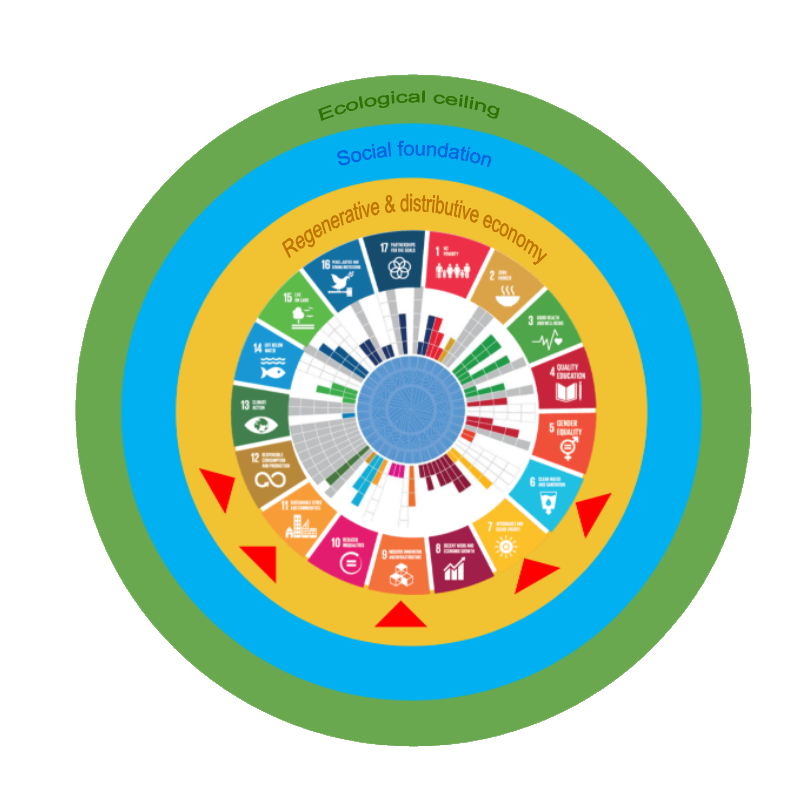 Ecological ceiling
Social foundation
Regenerative & distributive economy
1 NO
POVERTY
2 ZERO
HUNGER
3 GOOD HEALTH
AND WELL-BEING
4 QUALITY
EDUCATION
5 GENDER
EQUALITY
6 CLEAN WATER
AND SANITATION
7 AFFORDABLE AND
CLEAN ENERGY
8 DECENT WORK AND
ECONOMIC GROWTH
9 INDUSTRY, INNOVATION
AND INFRASTRUCTURE
10 REDUCED
INEQUALITIES
11 SUSTAINABLE CITIES
AND COMMUNITIES
12 RESPONSIBLE
CONSUMPTION
AND PRODUCTION
13 CLIMATE
ACTION
14 LIFE BELOW
WATER
15 LIFE
ON LAND
16 PEACE, JUSTICE AND
STRONG INSTITUTIONS
17 PARTNERSHIPS
FOR THE GOALS